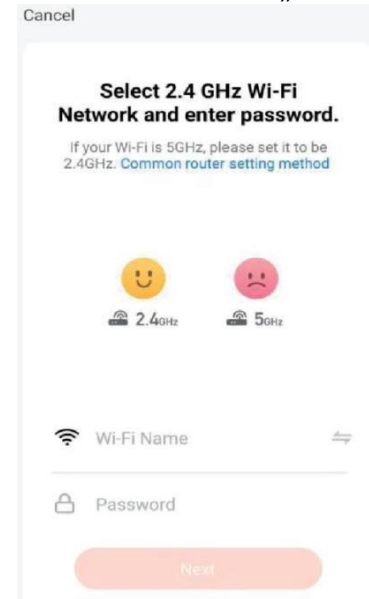 Cancel
Select 2.4 GHz Wi-Fi
Network and enter password.
If your Wi-Fi is 5GHz, please set it to be
2.4GHz. Common router setting method
2.4GHz 5GHz
Wi-Fi Name
Password
Next